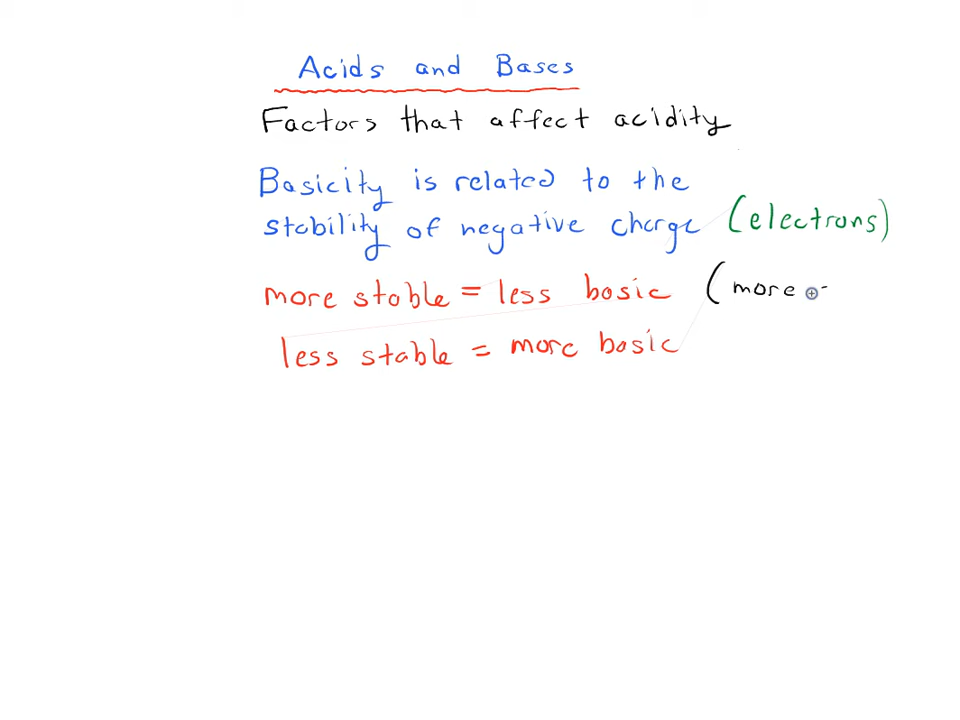 Acids and Bases
Factors that affect acidity
Basicity is related to the
stability of negative charge (electrons)
more stable = less basic (more
less stable = more basic